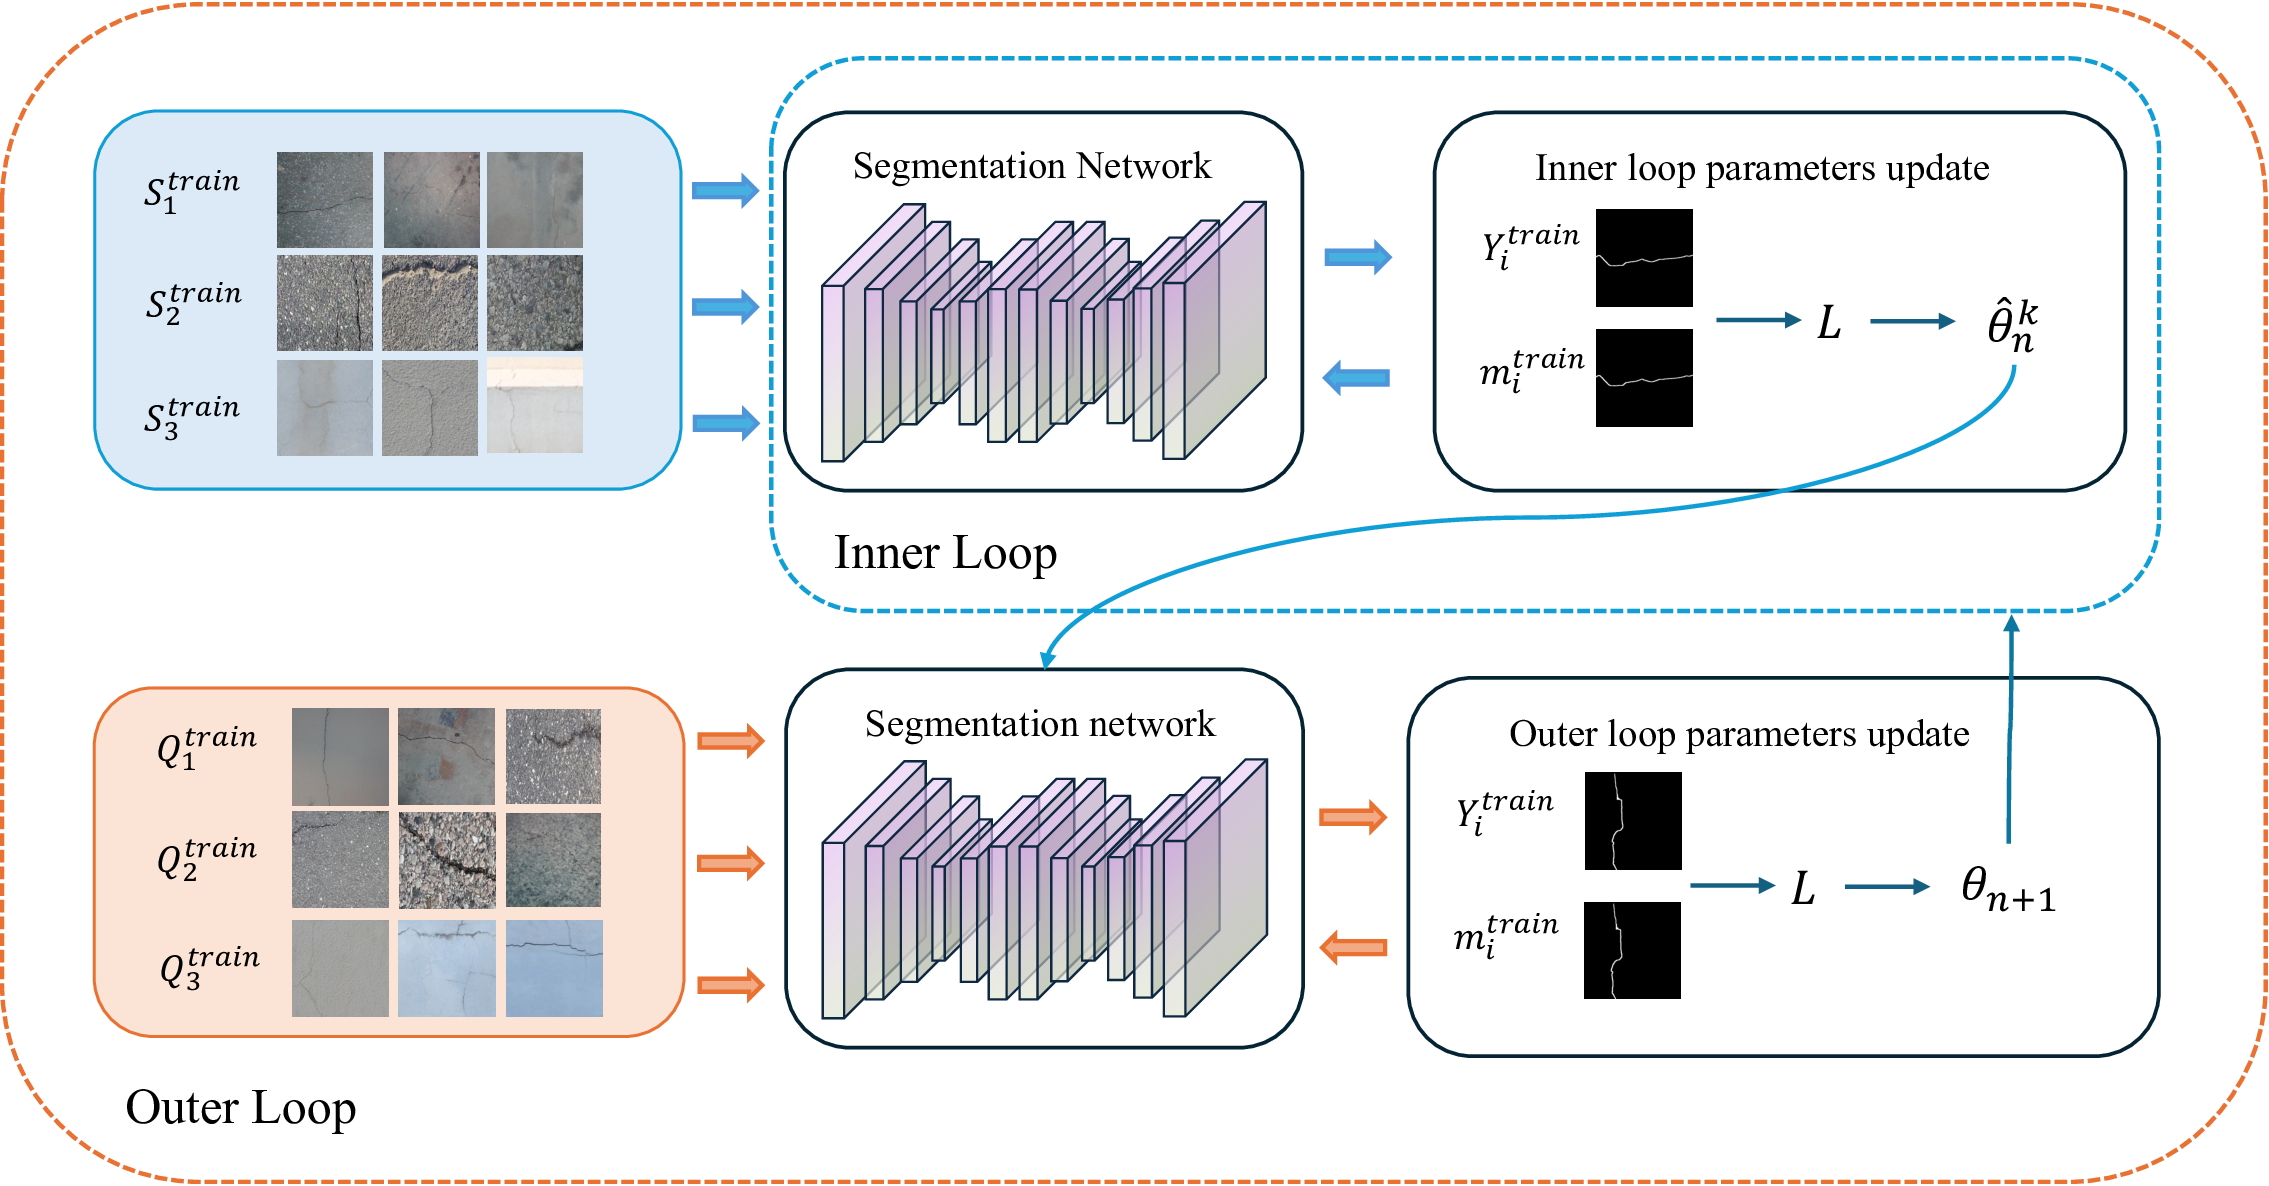 Segmentation Network
Inner loop parameters update
S_1^{train}
S_2^{train}
S_3^{train}
Y_i^{train}
m_i^{train}
L
\hat{θ}_n^k
Inner Loop
Segmentation network
Outer loop parameters update
Q_1^{train}
Q_2^{train}
Q_3^{train}
Y_i^{train}
m_i^{train}
L
θ_{n+1}
Outer Loop